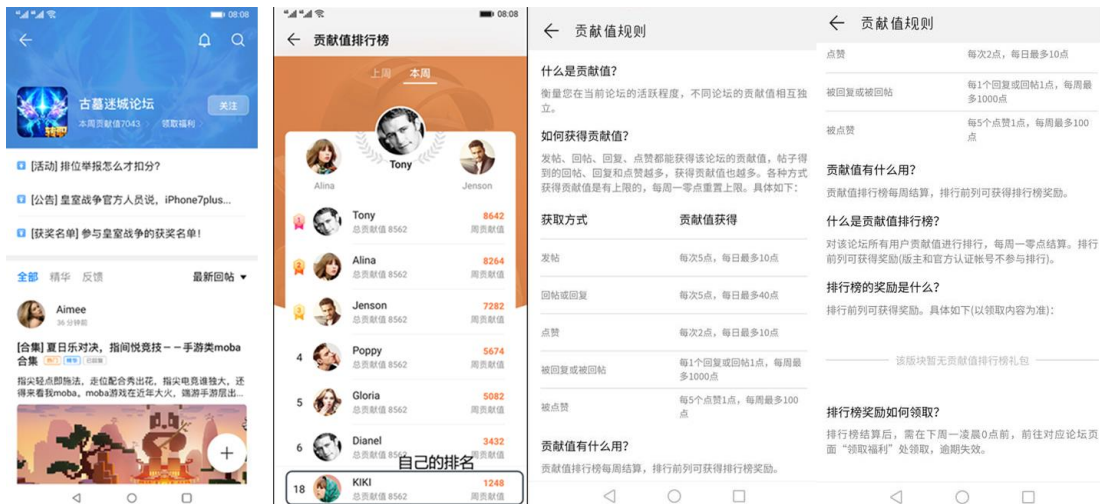 08:08
古墓迷城论坛
关注
本周贡献值7043
领取福利
[活动] 排位举报怎么才扣分?
[公告] 皇室战争官方人员说，iPhone7plus...
[获奖名单] 参与皇室战争的获奖名单!
全部 精华 反馈
最新回帖
Aimee
36分钟前
[合集] 夏日乐对决，指间悦竞技－－手游类moba
合集 热门 精华 已回复
指尖轻点即施法，走位配合秀出花，指尖电竞谁独大，还
得来看我moba。moba游戏在近年大火，端游手游层出...
08:08
贡献值排行榜
上周 本周
Tony
Alina
Jenson
1 Tony 8642
总贡献值 8562 周贡献值
2 Alina 8264
总贡献值 8562 周贡献值
3 Jenson 7282
总贡献值 8562 周贡献值
4 Poppy 5674
总贡献值 8562 周贡献值
5 Gloria 5082
总贡献值 8562 周贡献值
6 Dianel 3432
总贡献值 8562 周贡献值
自己的排名
18 KIKI 1248
总贡献值 8562 周贡献值
贡献值规则
什么是贡献值?
衡量您在当前论坛的活跃程度，不同论坛的贡献值相互独
立。
如何获得贡献值?
发帖、回帖、回复、点赞都能获得该论坛的贡献值，帖子得
到的回帖、回复和点赞越多，获得贡献值也越多。各种方式
获得贡献值是有上限的，每周一零点重置上限。具体如下：
获取方式 贡献值获得
发帖 每次5点，每日最多10点
回帖或回复 每次5点，每日最多40点
点赞 每次2点，每日最多10点
被回复或被回帖 每1个回复或回帖1点，每周最
多1000点
被点赞 每5个点赞1点，每周最多100
点
贡献值有什么用?
贡献值排行榜每周结算，排行前列可获得排行榜奖励。
贡献值规则
点赞 每次2点，每日最多10点
被回复或被回帖 每1个回复或回帖1点，每周最
多1000点
被点赞 每5个点赞1点，每周最多100
点
贡献值有什么用?
贡献值排行榜每周结算，排行前列可获得排行榜奖励。
什么是贡献值排行榜?
对该论坛所有用户贡献值进行排行，每周一零点结算。排行
前列可获得奖励(版主和官方认证帐号不参与排行)。
排行榜的奖励是什么?
排行前列可获得奖励。具体如下(以领取内容为准)：
该版块暂无贡献值排行榜礼包
排行榜奖励如何领取?
排行榜结算后，需在下周一凌晨0点前，前往对应论坛页
面“领取福利”处领取，逾期失效。